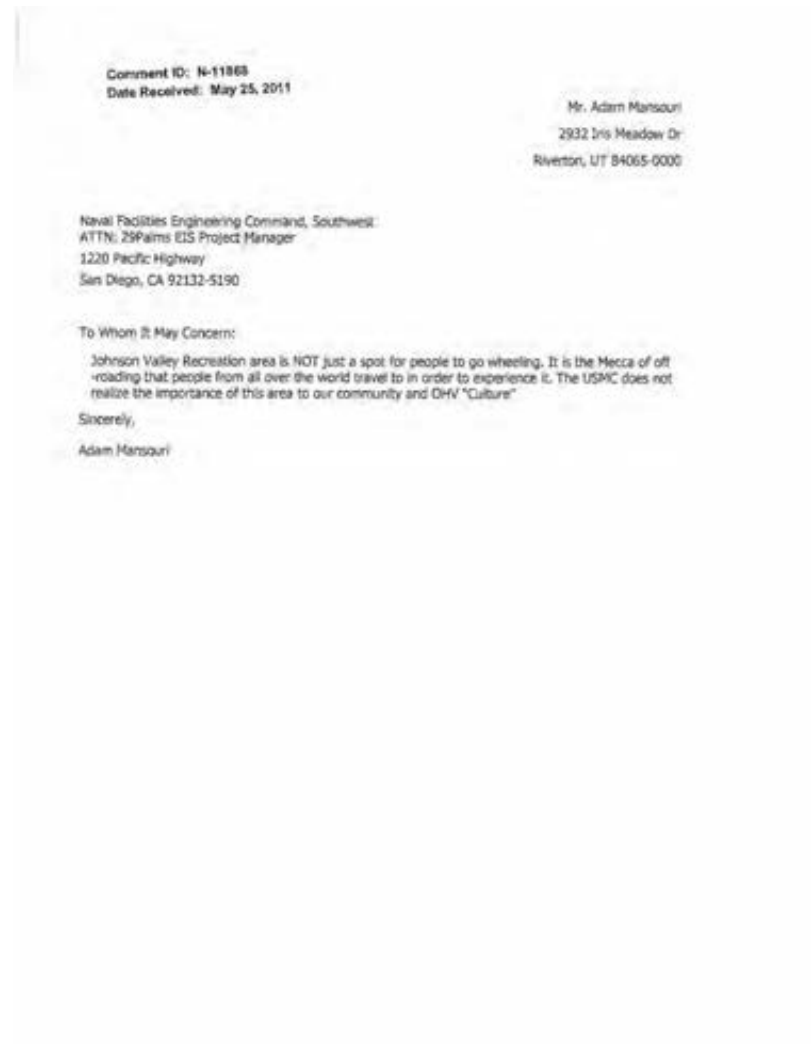 Comment ID: N-11868
Date Received: May 25, 2011
Mr. Adam Mansouri
2932 Iris Meadow Dr
Riverton, UT 84065-0000
Naval Facilities Engineering Command, Southwest
ATTN: 29Palms EIS Project Manager
1220 Pacific Highway
San Diego, CA 92132-5190
To Whom It May Concern:
Johnson Valley Recreation area is NOT just a spot for people to go wheeling. It is the Mecca of off
-roading that people from all over the world travel to in order to experience it. The USMC does not
realize the importance of this area to our community and OHV "Culture"
Sincerely,
Adam Mansouri